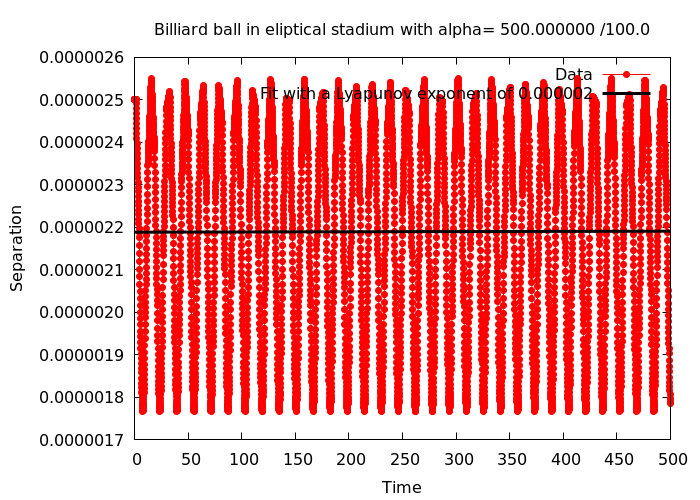 Billiard ball in eliptical stadium with alpha= 500.000000 /100.0
0.0000026
0.0000025
0.0000024
0.0000023
0.0000022
0.0000021
0.0000020
0.0000019
0.0000018
0.0000017
Separation
Data
Fit with a Lyapunov exponent of 0.000002
0 50 100 150 200 250 300 350 400 450 500
Time